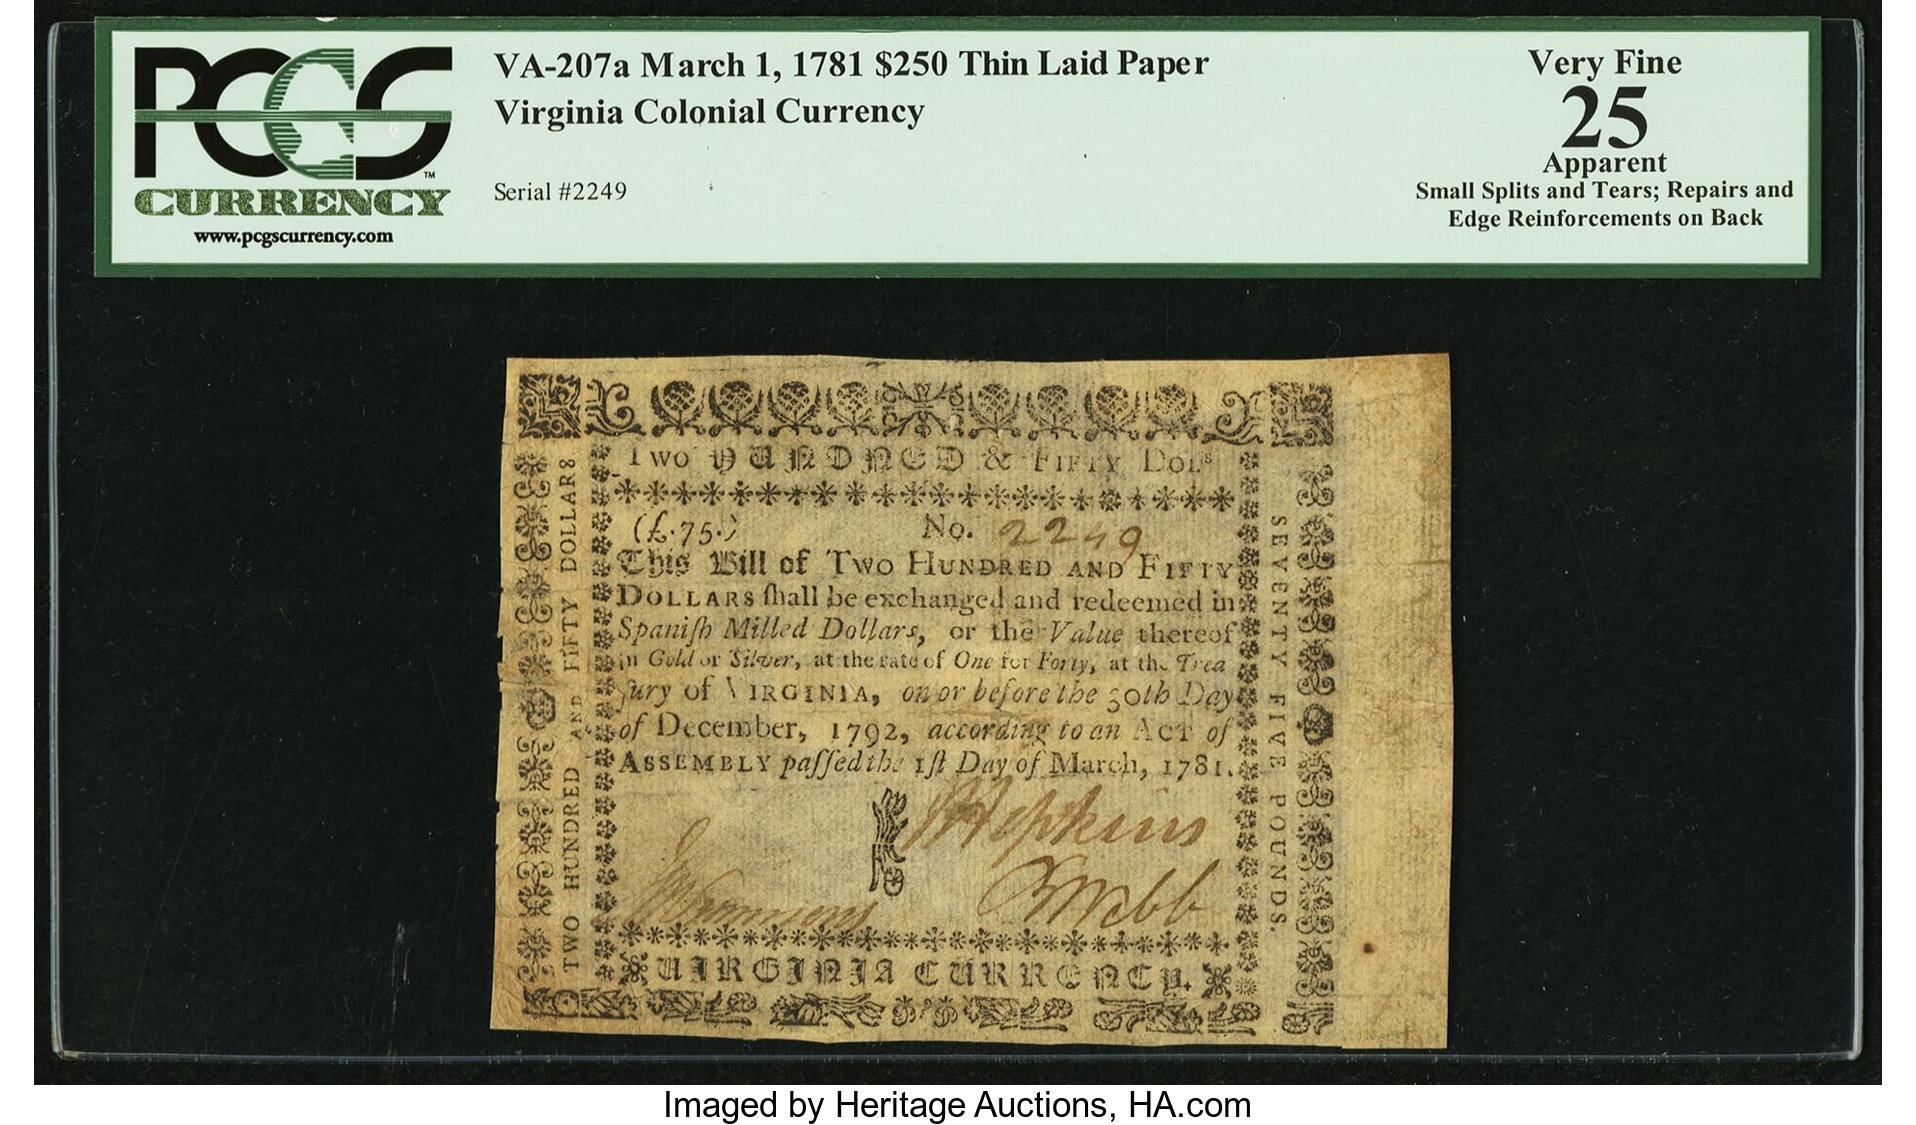 PCGS
CURRENCY
TM
www.pcgscurrency.com
VA-207a March 1, 1781 $250 Thin Laid Paper
Virginia Colonial Currency
Serial #2249
Very Fine
25
Apparent
Small Splits and Tears; Repairs and
Edge Reinforcements on Back
Two HUNDRED & FIFTY DOLs
(£.75.)
No. 2249
This Bill of TWO HUNDRED AND FIFTY
DOLLARS ſhall be exchanged and redeemed in
Spaniſh Milled Dollars, or the Value thereof
in Gold or Silver, at the rate of One for Forty, at the Trea
ſury of VIRGINIA, on or before the 30th Day
of December, 1792, according to an ACT of
ASSEMBLY paſſed the 1ſt Day of March, 1781.
J Hopkins
J M Simmons
B Webb
VIRGINIA CURRENCY.
TWO HUNDRED AND FIFTY DOLLARS
SEVENTY FIVE POUNDS.
Imaged by Heritage Auctions, HA.com